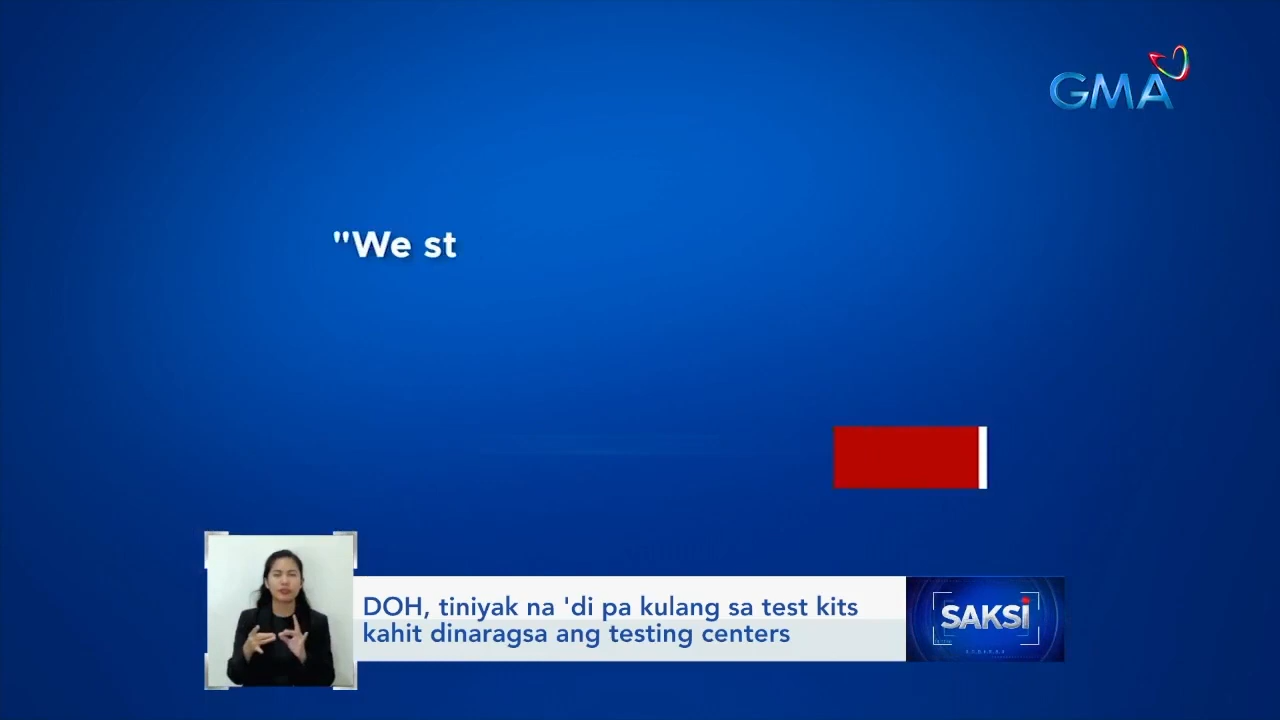 GMA
"We st
DOH, tiniyak na 'di pa kulang sa test kits
kahit dinaragsa ang testing centers
SAKSI